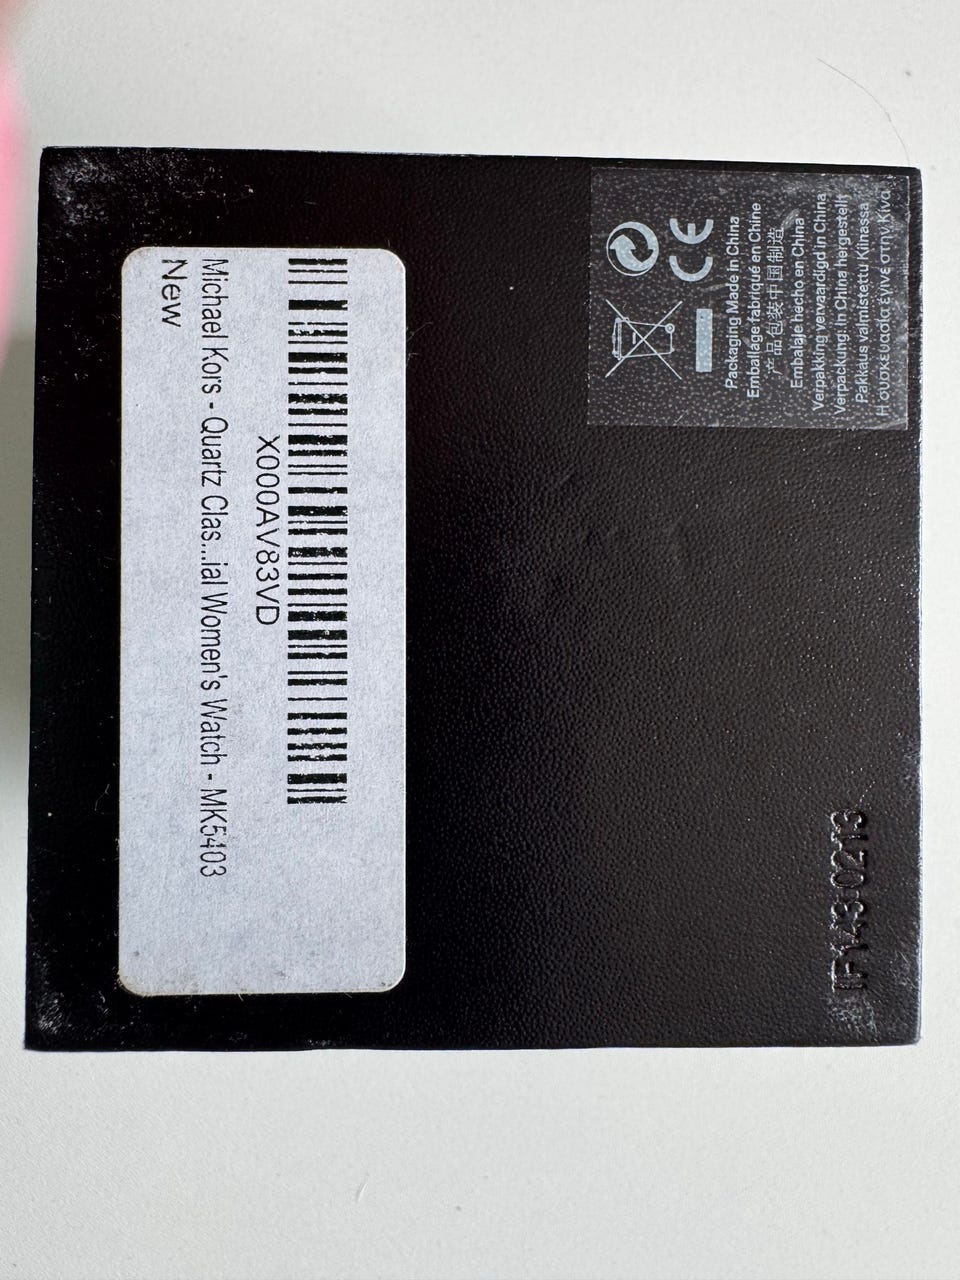 X000AV83VD
Michael Kors - Quartz Clas...ial Women's Watch - MK5403
New
CE
Packaging Made in China
Emballage fabriqué en Chine
产品包装中国制造
Embalaje hecho en China
Verpakking vervaardigd in China
Verpackung: In China hergestellt
Pakkaus valmistettu Kiinassa
Η συσκευασία έγινε στην Κίνα
IF143-0213